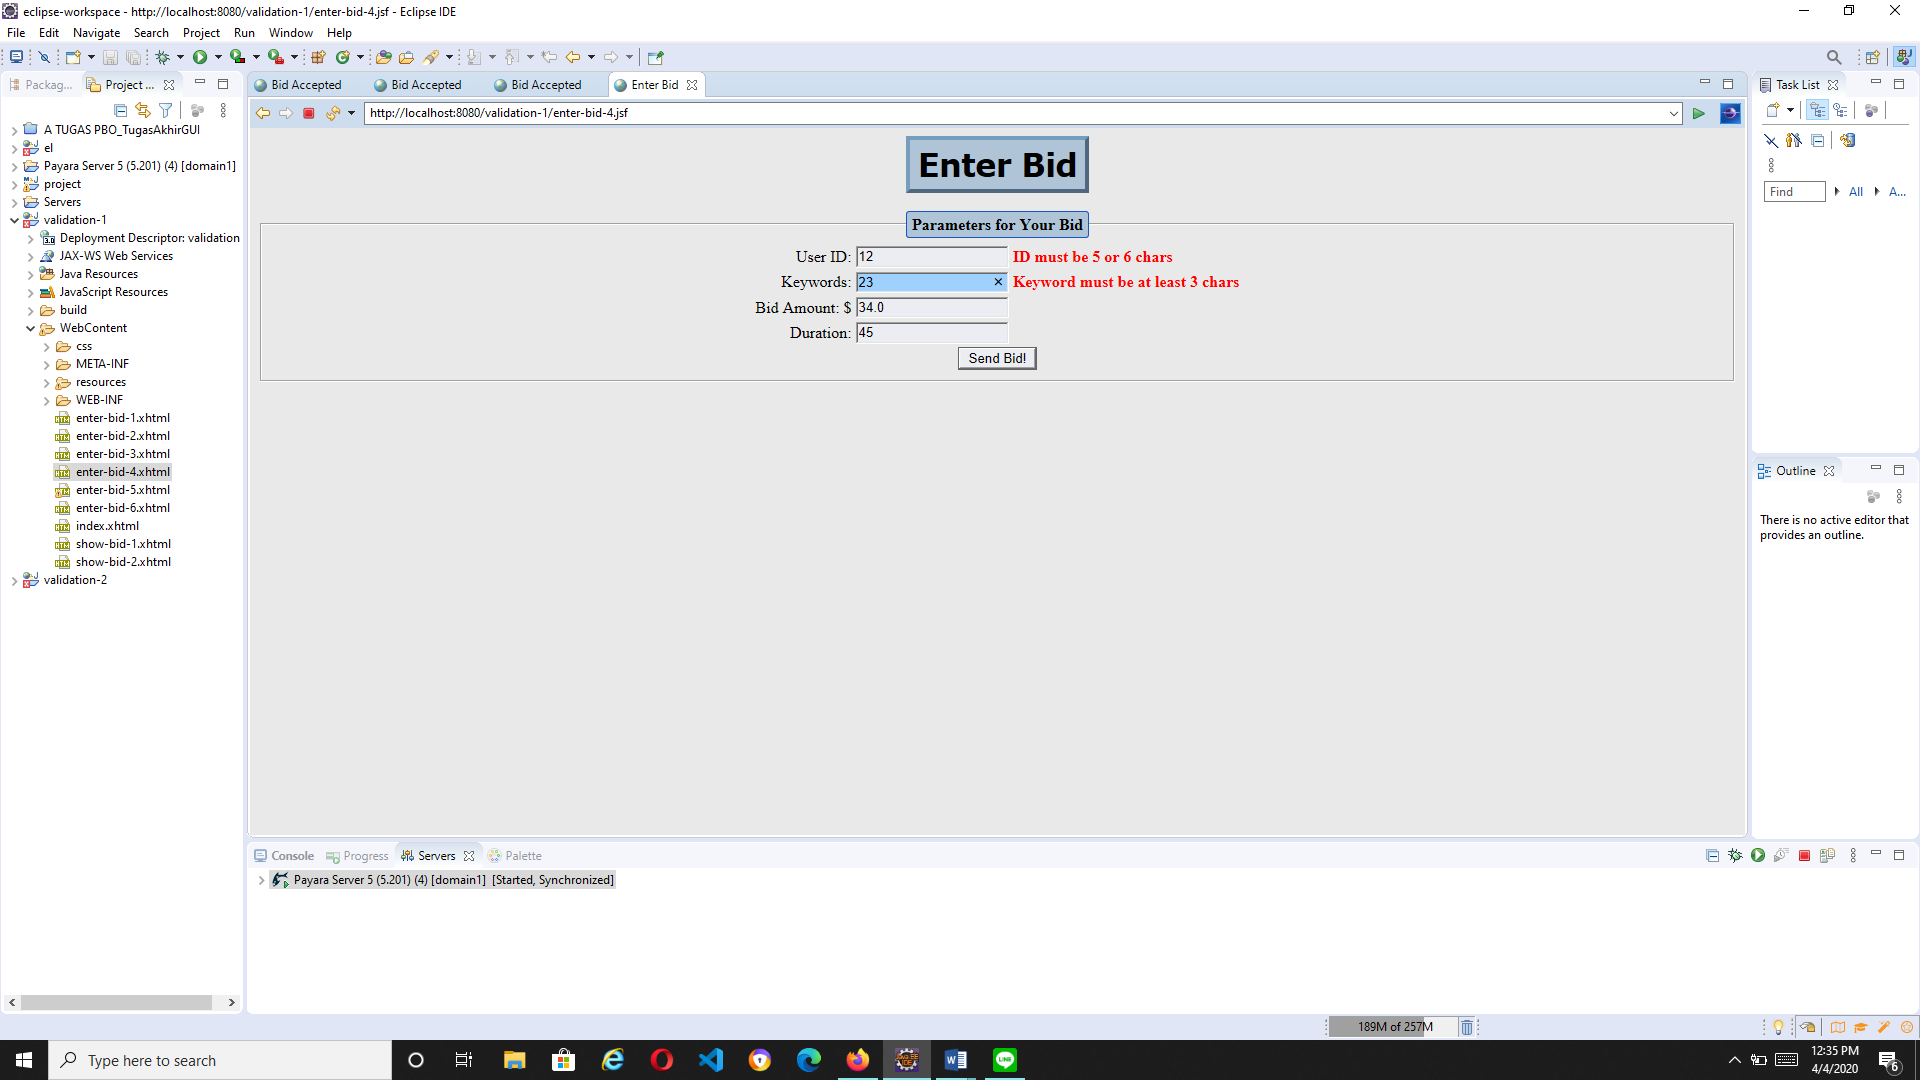 eclipse-workspace - http://localhost:8080/validation-1/enter-bid-4.jsf - Eclipse IDE
File Edit Navigate Search Project Run Window Help
Packag... Project ...
A TUGAS PBO_TugasAkhirGUI
el
Payara Server 5 (5.201) (4) [domain1]
project
Servers
validation-1
Deployment Descriptor: validation
JAX-WS Web Services
Java Resources
JavaScript Resources
build
WebContent
css
META-INF
resources
WEB-INF
enter-bid-1.xhtml
enter-bid-2.xhtml
enter-bid-3.xhtml
enter-bid-4.xhtml
enter-bid-5.xhtml
enter-bid-6.xhtml
index.xhtml
show-bid-1.xhtml
show-bid-2.xhtml
validation-2
Bid Accepted Bid Accepted Bid Accepted Enter Bid
http://localhost:8080/validation-1/enter-bid-4.jsf
Enter Bid
Parameters for Your Bid
User ID: 12 ID must be 5 or 6 chars
Keywords: 23 Keyword must be at least 3 chars
Bid Amount: $ 34.0
Duration: 45
Send Bid!
Console Progress Servers Palette
Payara Server 5 (5.201) (4) [domain1] [Started, Synchronized]
Task List
Find All A...
Outline
There is no active editor that
provides an outline.
189M of 257M
Type here to search
12:35 PM
4/4/2020
6